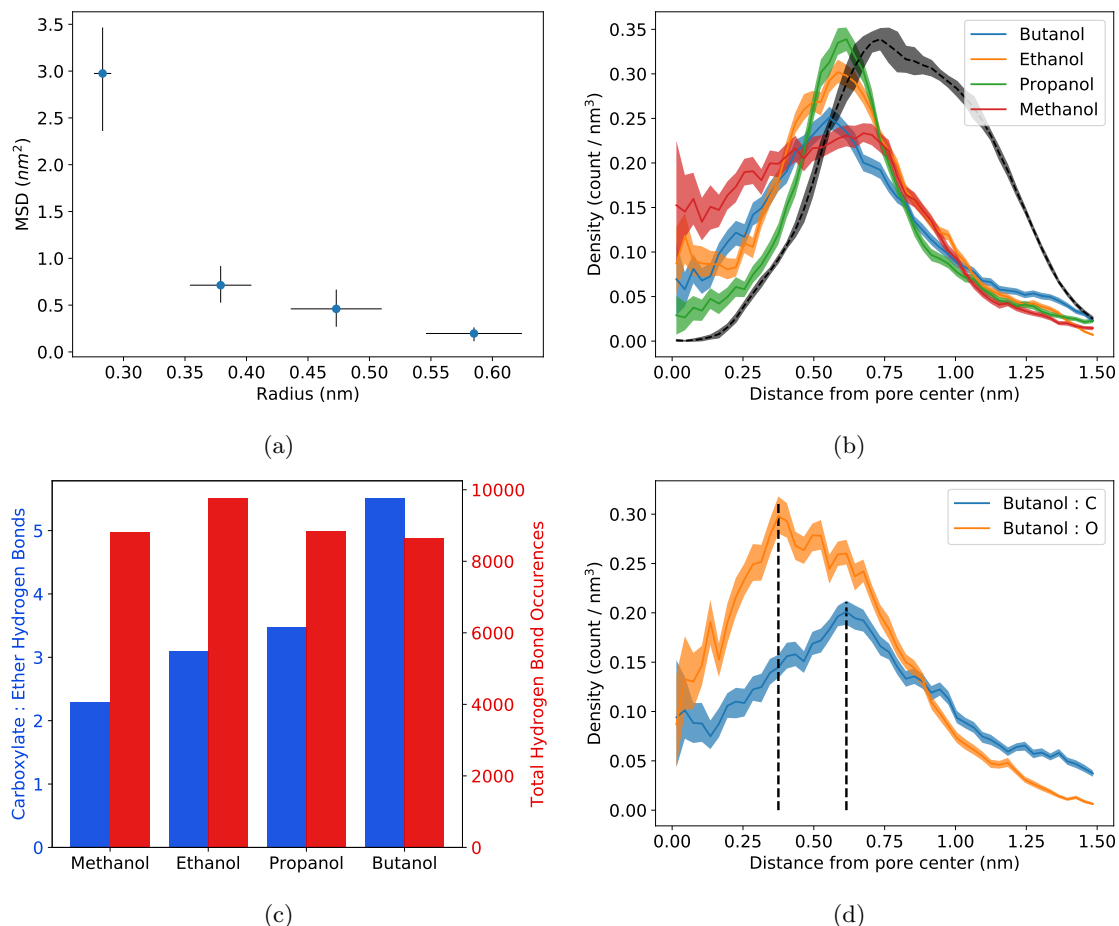 3.5
3.0
2.5
2.0
1.5
1.0
0.5
0.0
MSD (nm²)
0.30 0.35 0.40 0.45 0.50 0.55 0.60
Radius (nm)
(a)
0.35
0.30
0.25
0.20
0.15
0.10
0.05
0.00
Density (count / nm³)
Butanol
Ethanol
Propanol
Methanol
0.00 0.25 0.50 0.75 1.00 1.25 1.50
Distance from pore center (nm)
(b)
5
4
3
2
1
0
Carboxylate : Ether Hydrogen Bonds
10000
8000
6000
4000
2000
0
Total Hydrogen Bond Occurences
Methanol Ethanol Propanol Butanol
(c)
0.30
0.25
0.20
0.15
0.10
0.05
0.00
Density (count / nm³)
Butanol : C
Butanol : O
0.00 0.25 0.50 0.75 1.00 1.25 1.50
Distance from pore center (nm)
(d)